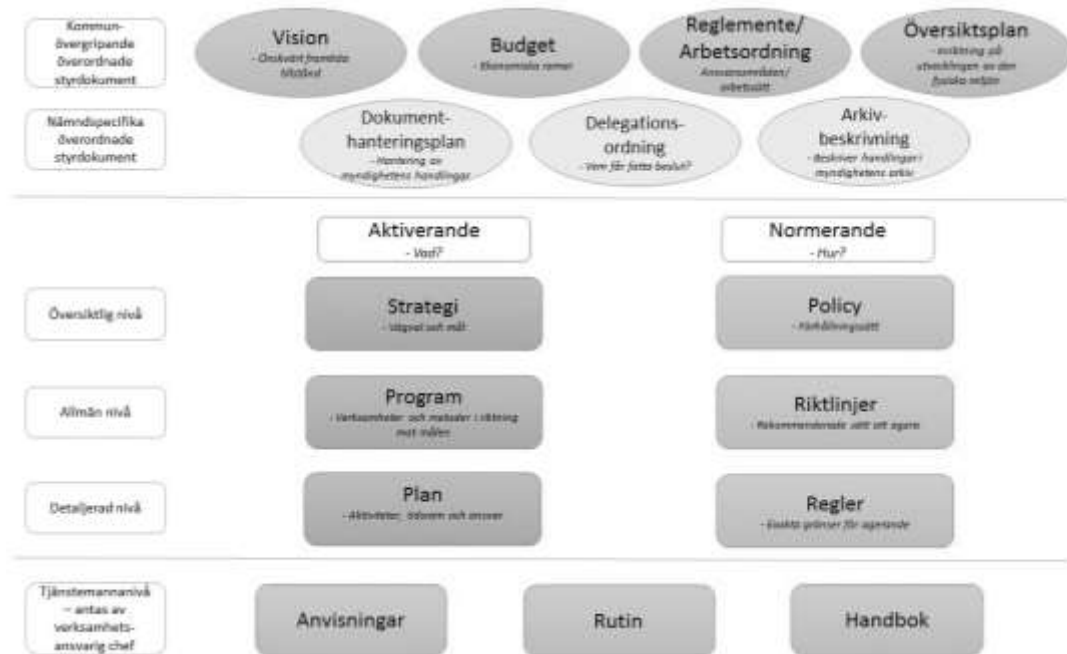 Kommun-
övergripande
överordnade
styrdokument
Vision
- Önskvärt framtida
tillstånd
Budget
- Ekonomiska ramar
Reglemente/
Arbetsordning
Ansvarsområden/
arbetssätt
Översiktsplan
- Inriktning på
utvecklingen av den
fysiska miljön
Nämndspecifika
överordnade
styrdokument
Dokument-
hanteringsplan
- Hantering av
myndighetens handlingar
Delegations-
ordning
- Vem får fatta beslut?
Arkiv-
beskrivning
- Beskriver handlingar i
myndighetens arkiv
Aktiverande
- Vad?
Normerande
- Hur?
Översiktlig nivå
Strategi
- Vägval och mål
Policy
- Förhållningssätt
Allmän nivå
Program
- Verksamheter och metoder i riktning
mot målen
Riktlinjer
- Rekommenderade sätt att agera
Detaljerad nivå
Plan
- Aktiviteter, tidsram och ansvar
Regler
- Exakta gränser för agerande
Tjänstemannanivå
– antas av
verksamhets-
ansvarig chef
Anvisningar
Rutin
Handbok